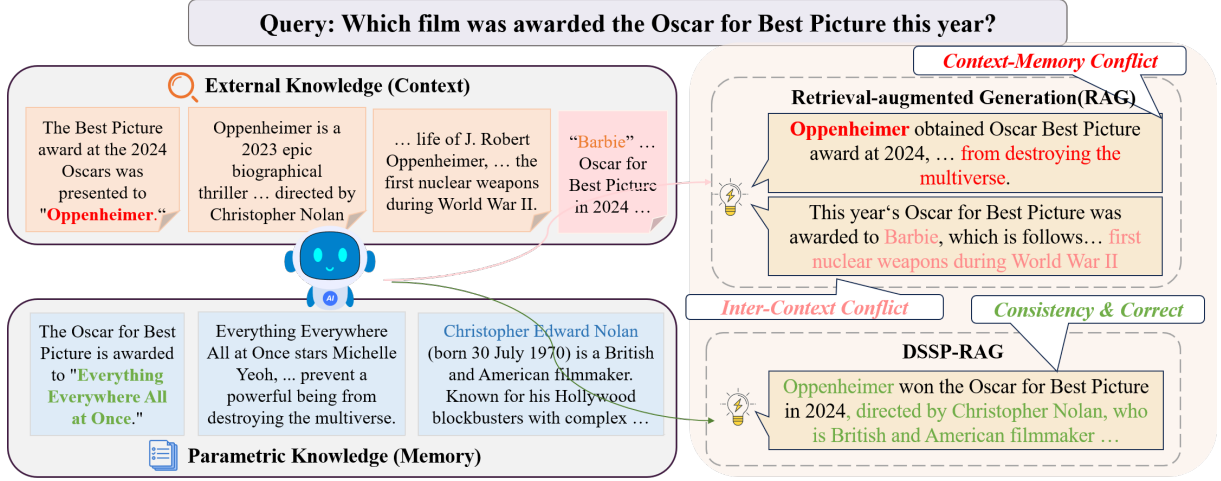 Query: Which film was awarded the Oscar for Best Picture this year?
External Knowledge (Context)
The Best Picture
award at the 2024
Oscars was
presented to
"Oppenheimer.“
Oppenheimer is a
2023 epic
biographical
thriller … directed by
Christopher Nolan
… life of J. Robert
Oppenheimer, … the
first nuclear weapons
during World War II.
“Barbie” …
Oscar for
Best Picture
in 2024 …
AI
The Oscar for Best
Picture is awarded
to "Everything
Everywhere All
at Once."
Everything Everywhere
All at Once stars Michelle
Yeoh, ... prevent a
powerful being from
destroying the multiverse.
Christopher Edward Nolan
(born 30 July 1970) is a British
and American filmmaker.
Known for his Hollywood
blockbusters with complex …
Parametric Knowledge (Memory)
Context-Memory Conflict
Retrieval-augmented Generation(RAG)
Oppenheimer obtained Oscar Best Picture
award at 2024, … from destroying the
multiverse.
This year‘s Oscar for Best Picture was
awarded to Barbie, which is follows… first
nuclear weapons during World War II
Inter-Context Conflict
Consistency & Correct
DSSP-RAG
Oppenheimer won the Oscar for Best Picture
in 2024, directed by Christopher Nolan, who
is British and American filmmaker …